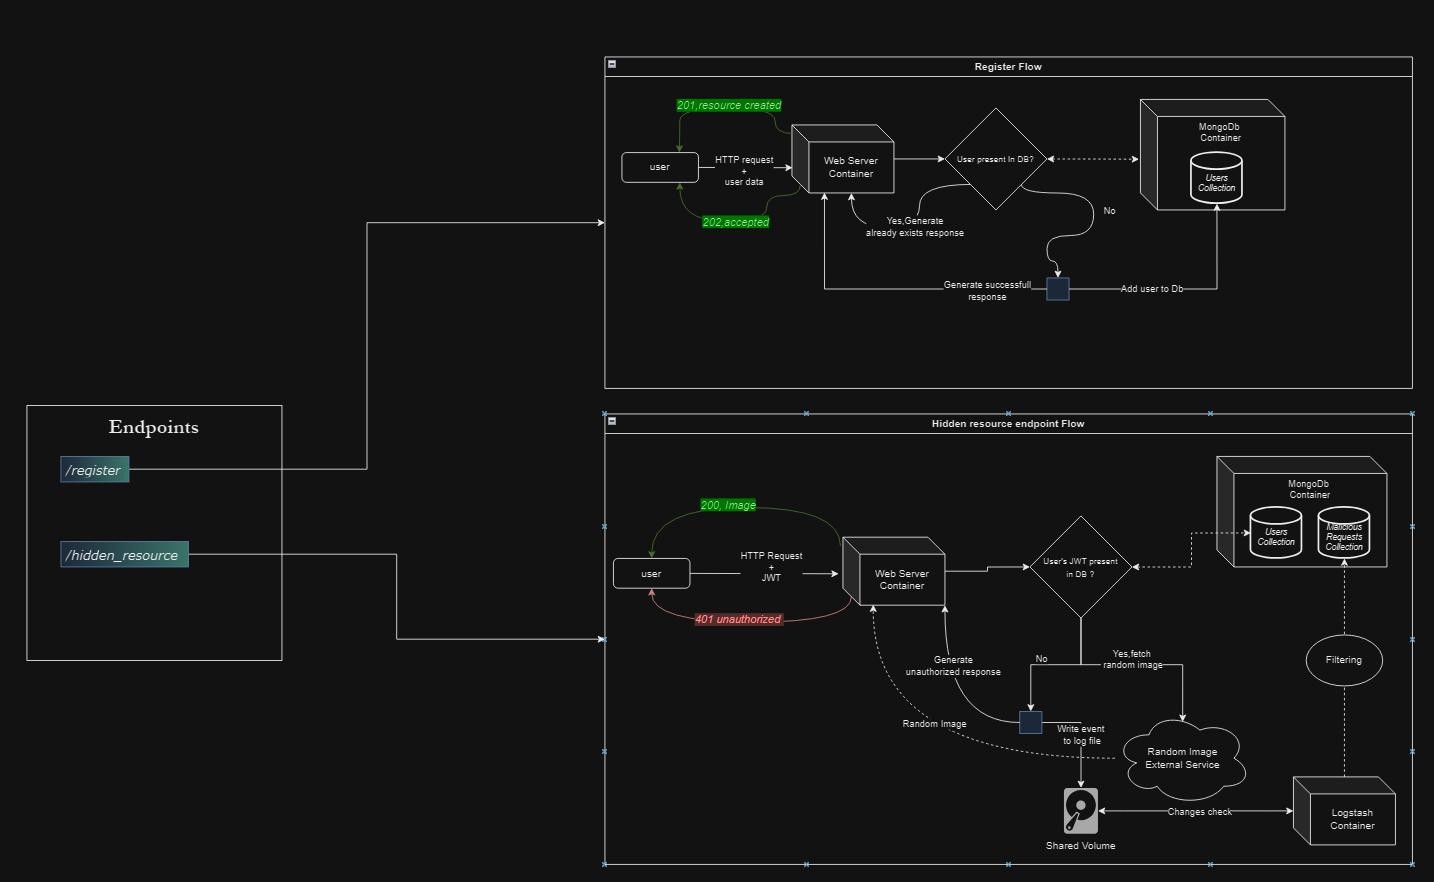 Register Flow
201,resource created
user
HTTP request
+
user data
202,accepted
Web Server
Container
User present In DB?
Yes,Generate
already exists response
No
MongoDb
Container
Users
Collection
Generate successfull
response
Add user to Db
Endpoints
/register
/hidden_resource
Hidden resource endpoint Flow
200, Image
user
HTTP Request
+
JWT
401 unauthorized
Web Server
Container
User's JWT present
in DB ?
MongoDb
Container
Users
Collection
Malicious
Requests
Collection
Generate
unauthorized response
No
Yes,fetch
random image
Filtering
Random Image
Write event
to log file
Random Image
External Service
Changes check
Logstash
Container
Shared Volume